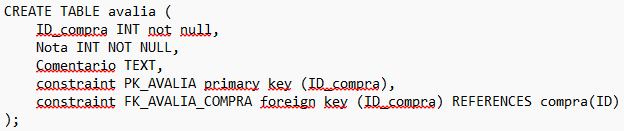 CREATE TABLE avalia (
ID_compra INT not null,
Nota INT NOT NULL,
Comentario TEXT,
constraint PK_AVALIA primary key (ID_compra),
constraint FK_AVALIA_COMPRA foreign key (ID_compra) REFERENCES compra(ID)
);